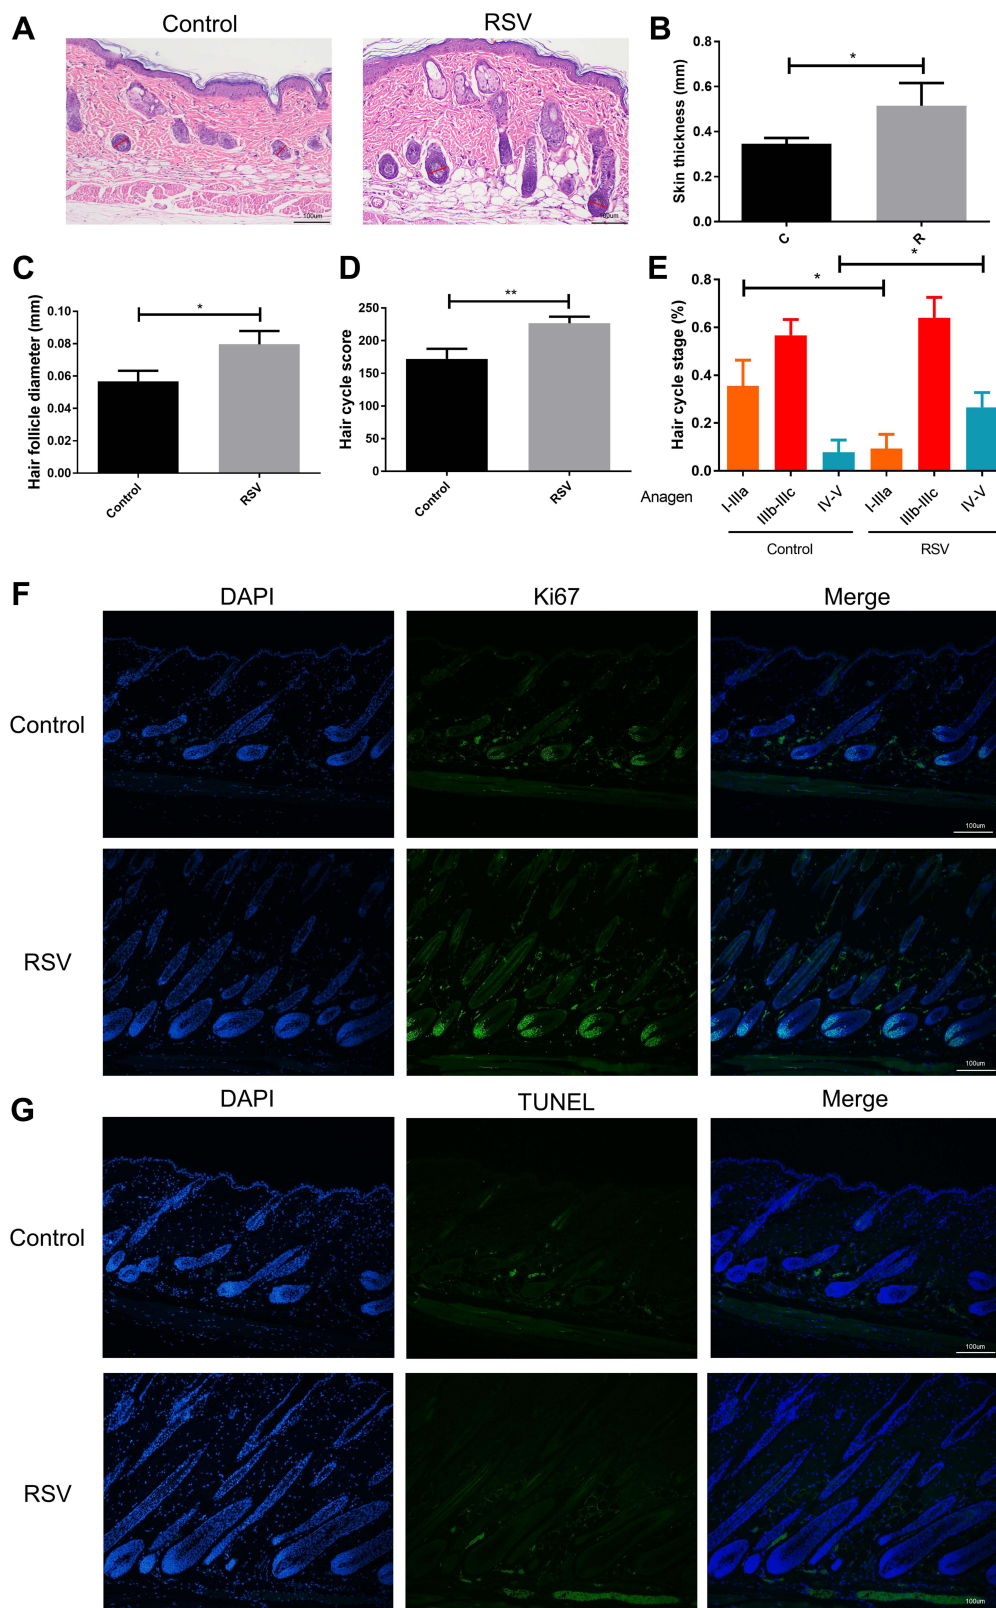 A
Control
RSV
100um
100um
B
Skin thickness (mm)
0.8
0.6
0.4
0.2
0.0
*
C
R
C
Hair follicle diameter (mm)
0.10
0.08
0.06
0.04
0.02
0.00
*
Control
RSV
D
Hair cycle score
250
200
150
100
50
0
**
Control
RSV
E
Hair cycle stage (%)
0.8
0.6
0.4
0.2
0.0
*
*
Anagen
I-IIIa
IIIb-IIIc
IV-V
I-IIIa
IIIb-IIIc
IV-V
Control
RSV
F
DAPI
Ki67
Merge
Control
100um
RSV
100um
G
DAPI
TUNEL
Merge
Control
100um
RSV
100um